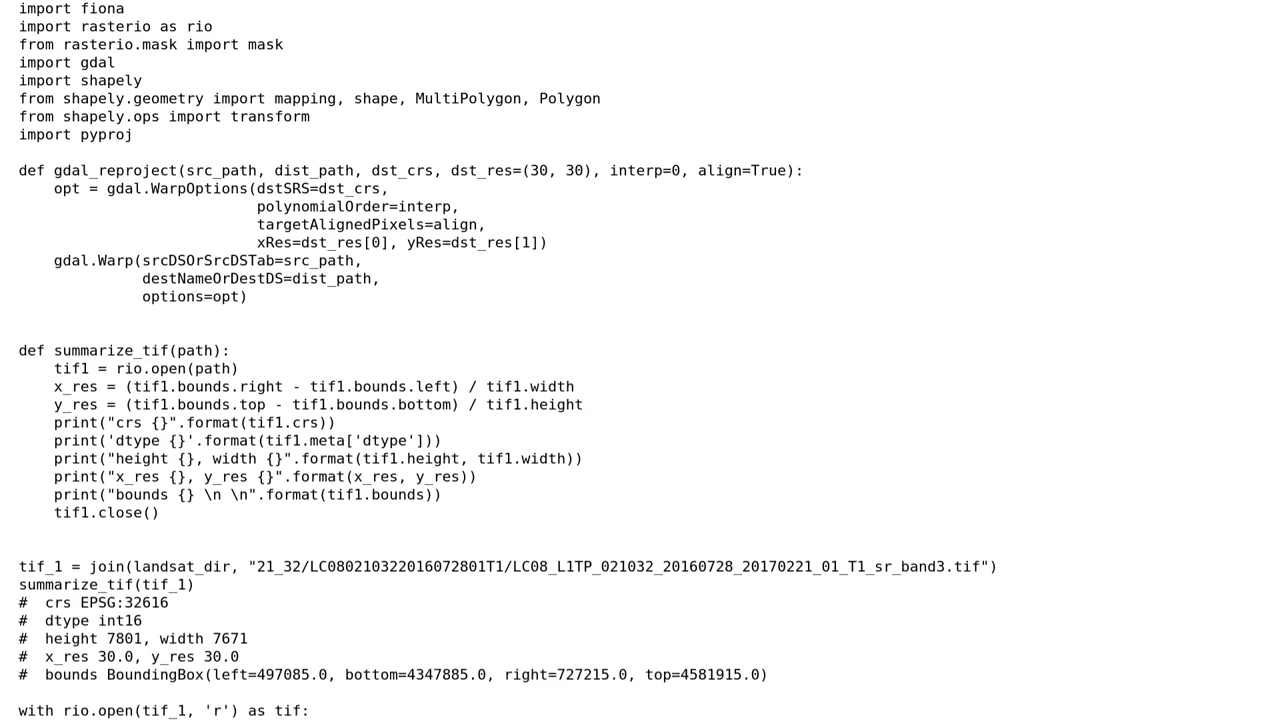 import fiona
import rasterio as rio
from rasterio.mask import mask
import gdal
import shapely
from shapely.geometry import mapping, shape, MultiPolygon, Polygon
from shapely.ops import transform
import pyproj

def gdal_reproject(src_path, dist_path, dst_crs, dst_res=(30, 30), interp=0, align=True):
    opt = gdal.WarpOptions(dstSRS=dst_crs,
                           polynomialOrder=interp,
                           targetAlignedPixels=align,
                           xRes=dst_res[0], yRes=dst_res[1])
    gdal.Warp(srcDSOrSrcDSTab=src_path,
              destNameOrDestDS=dist_path,
              options=opt)


def summarize_tif(path):
    tif1 = rio.open(path)
    x_res = (tif1.bounds.right - tif1.bounds.left) / tif1.width
    y_res = (tif1.bounds.top - tif1.bounds.bottom) / tif1.height
    print("crs {}".format(tif1.crs))
    print('dtype {}'.format(tif1.meta['dtype']))
    print("height {}, width {}".format(tif1.height, tif1.width))
    print("x_res {}, y_res {}".format(x_res, y_res))
    print("bounds {} \n \n".format(tif1.bounds))
    tif1.close()


tif_1 = join(landsat_dir, "21_32/LC080210322016072801T1/LC08_L1TP_021032_20160728_20170221_01_T1_sr_band3.tif")
summarize_tif(tif_1)
#  crs EPSG:32616
#  dtype int16
#  height 7801, width 7671
#  x_res 30.0, y_res 30.0
#  bounds BoundingBox(left=497085.0, bottom=4347885.0, right=727215.0, top=4581915.0)

with rio.open(tif_1, 'r') as tif: